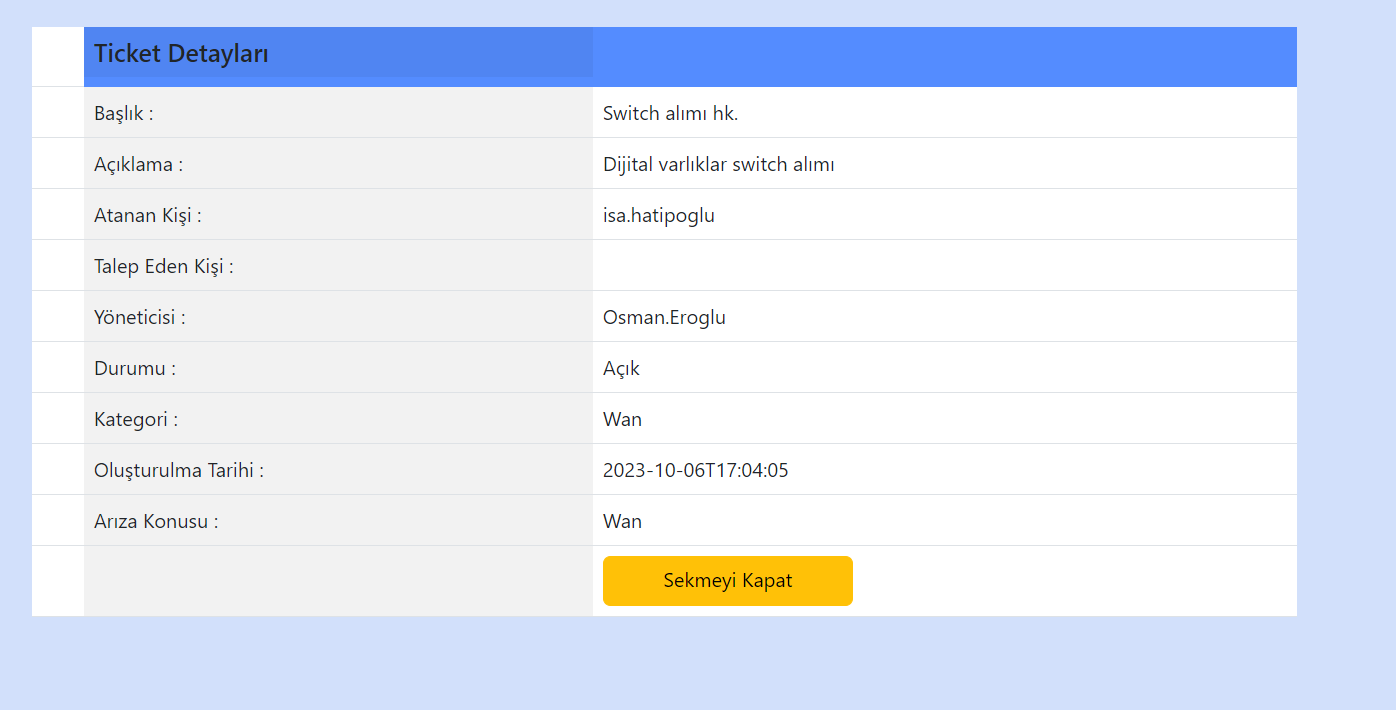 Ticket Detayları
Başlık : Switch alımı hk.
Açıklama : Dijital varlıklar switch alımı
Atanan Kişi : isa.hatipoglu
Talep Eden Kişi :
Yöneticisi : Osman.Eroglu
Durumu : Açık
Kategori : Wan
Oluşturulma Tarihi : 2023-10-06T17:04:05
Arıza Konusu : Wan
Sekmeyi Kapat